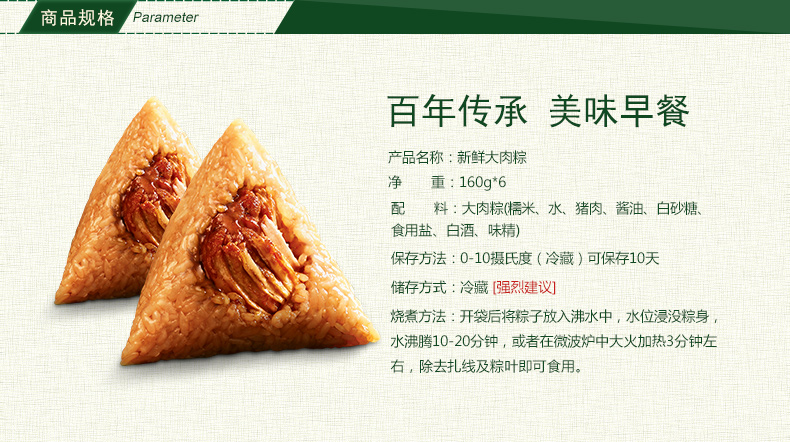 商品规格 Parameter
百年传承 美味早餐
产品名称：新鲜大肉粽
净 重：160g*6
配 料：大肉粽(糯米、水、猪肉、酱油、白砂糖、
食用盐、白酒、味精)
保存方法：0-10摄氏度（冷藏）可保存10天
储存方式：冷藏 [强烈建议]
烧煮方法：开袋后将粽子放入沸水中，水位浸没粽身，
水沸腾10-20分钟，或者在微波炉中大火加热3分钟左
右，除去扎线及粽叶即可食用。